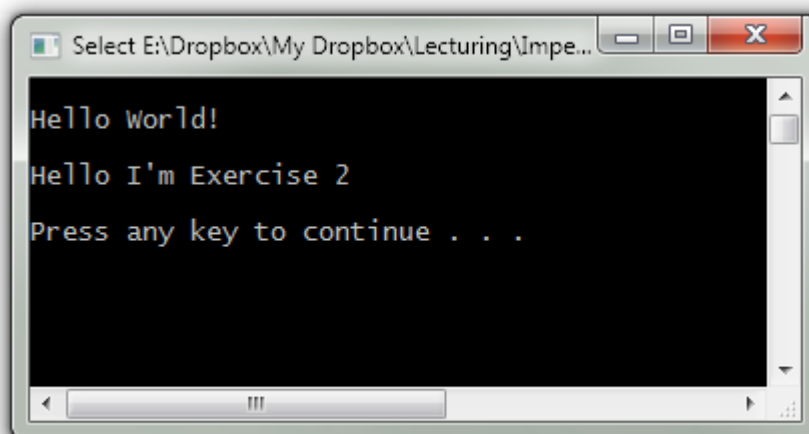 Select E:\Dropbox\My Dropbox\Lecturing\Impe...
Hello World!
Hello I'm Exercise 2
Press any key to continue . . .